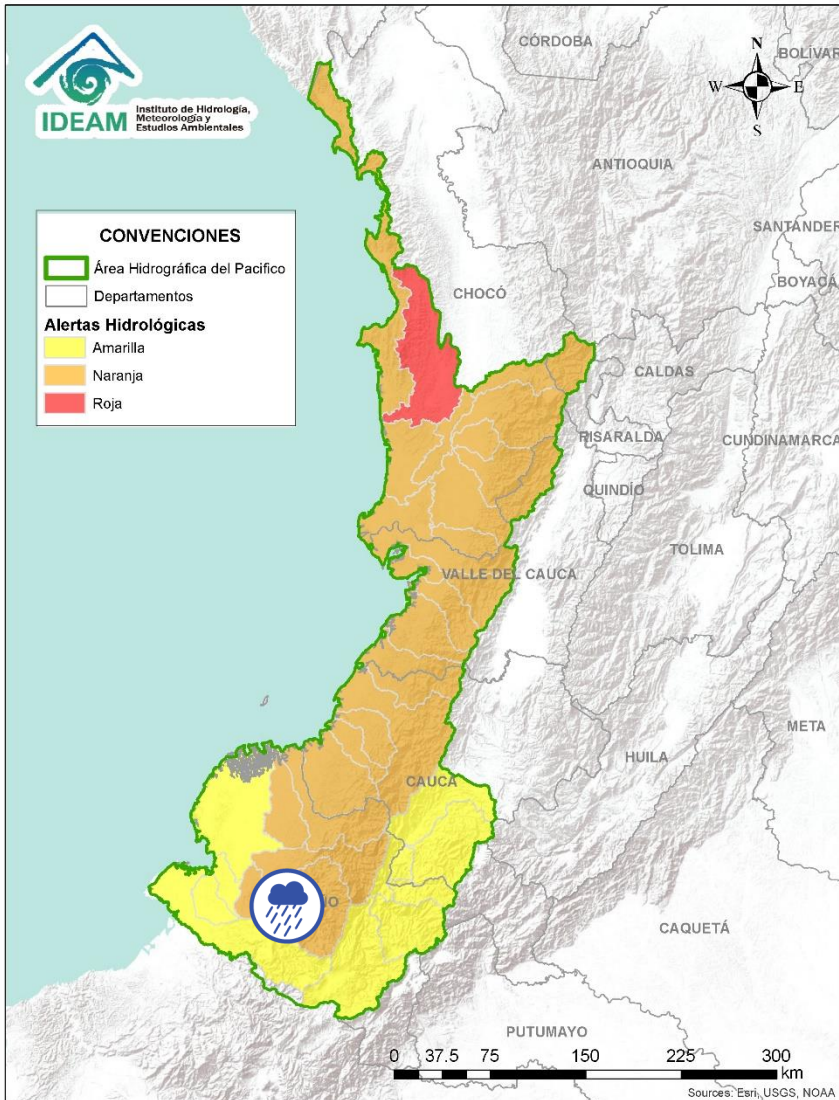 IDEAM
Instituto de Hidrología,
Meteorología y
Estudios Ambientales
N
W
E
S
CÓRDOBA
BOLÍVAR
ANTIOQUIA
SANTANDER
BOYACÁ
CHOCÓ
CALDAS
RISARALDA
CUNDINAMARCA
QUINDÍO
TOLIMA
VALLE DEL CAUCA
META
HUILA
CAUCA
CAQUETÁ
PUTUMAYO
CONVENCIONES
Área Hidrográfica del Pacifico
Departamentos
Alertas Hidrológicas
Amarilla
Naranja
Roja
0 37.5 75 150 225 300
km
Sources: Esri, USGS, NOAA